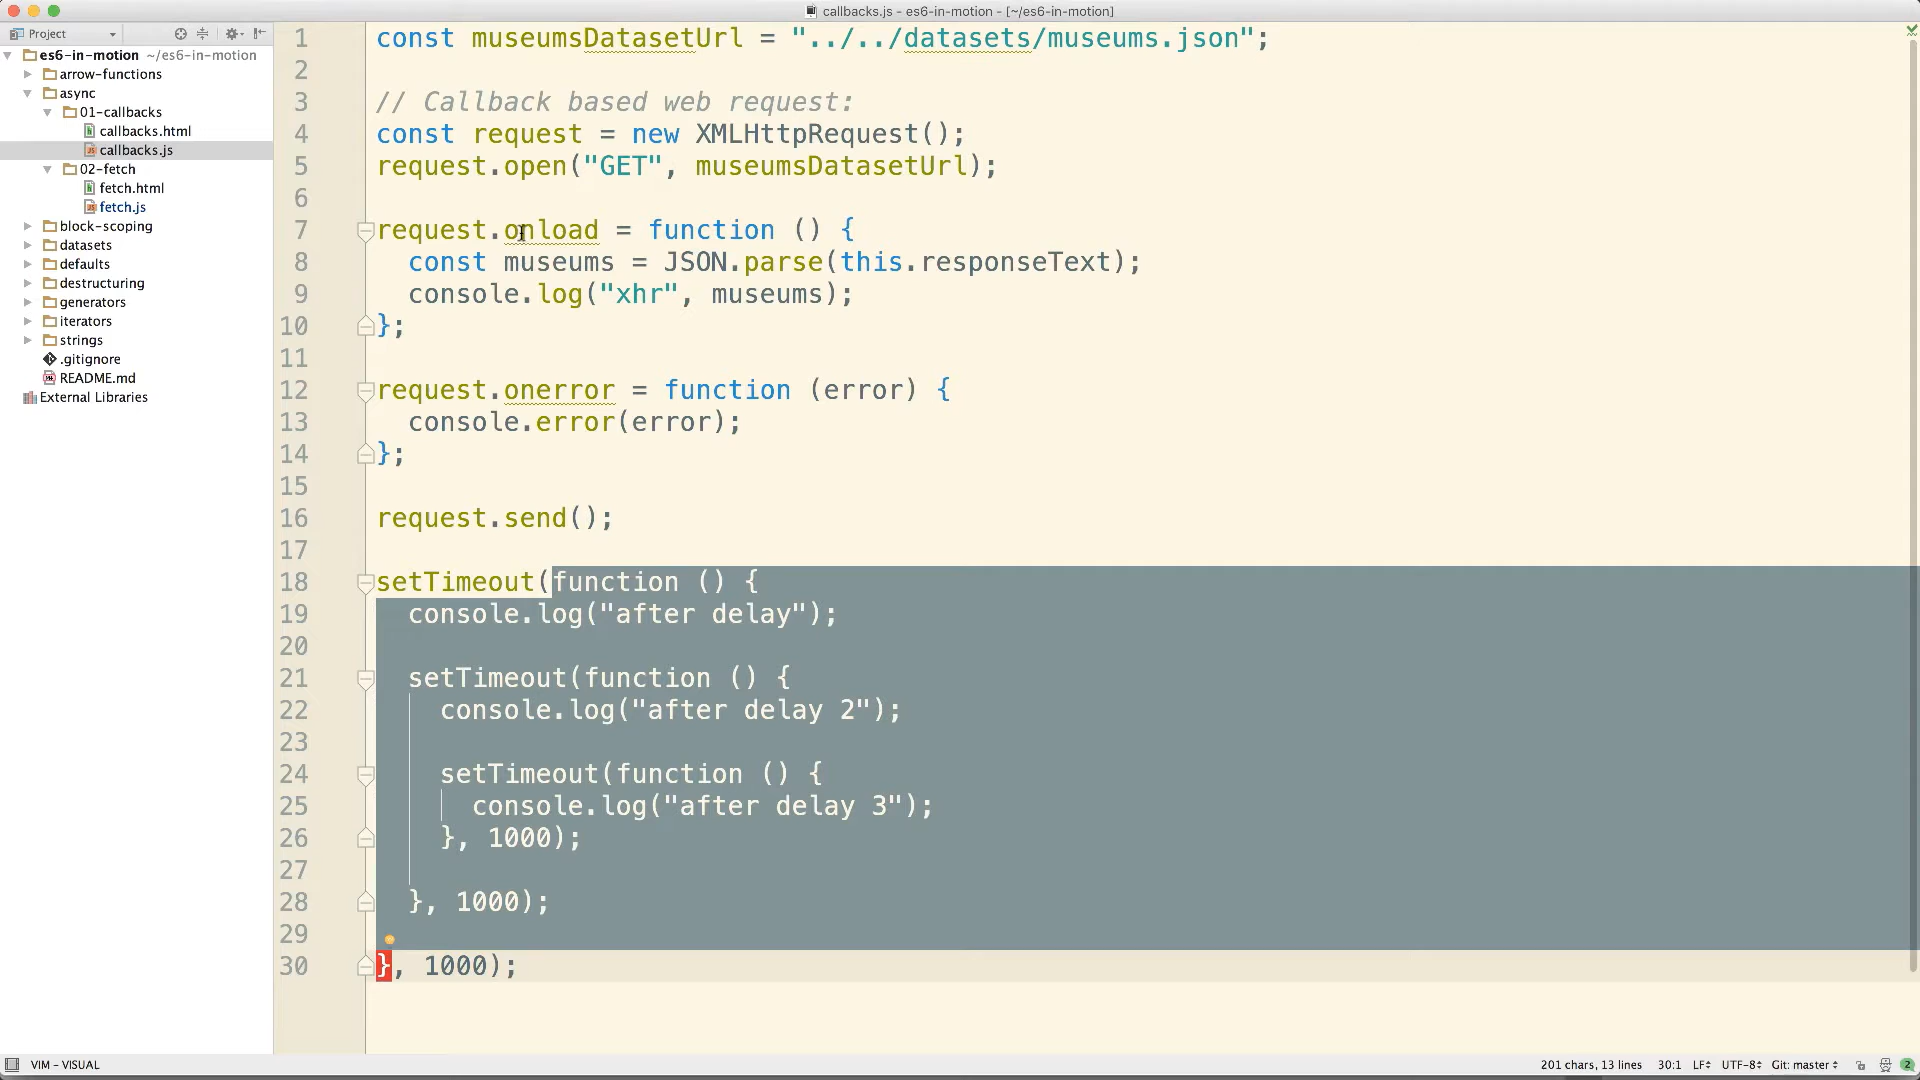 callbacks.js - es6-in-motion - [~/es6-in-motion]
Project
es6-in-motion ~/es6-in-motion
arrow-functions
async
01-callbacks
callbacks.html
callbacks.js
02-fetch
fetch.html
fetch.js
block-scoping
datasets
defaults
destructuring
generators
iterators
strings
.gitignore
README.md
External Libraries
1 const museumsDatasetUrl = "../../datasets/museums.json";
2
3 // Callback based web request:
4 const request = new XMLHttpRequest();
5 request.open("GET", museumsDatasetUrl);
6
7 request.onload = function () {
8 const museums = JSON.parse(this.responseText);
9 console.log("xhr", museums);
10 };
11
12 request.onerror = function (error) {
13 console.error(error);
14 };
15
16 request.send();
17
18 setTimeout(function () {
19 console.log("after delay");
20
21 setTimeout(function () {
22 console.log("after delay 2");
23
24 setTimeout(function () {
25 console.log("after delay 3");
26 }, 1000);
27
28 }, 1000);
29
30 }, 1000);
VIM - VISUAL 201 chars, 13 lines 30:1 LF UTF-8 Git: master 2